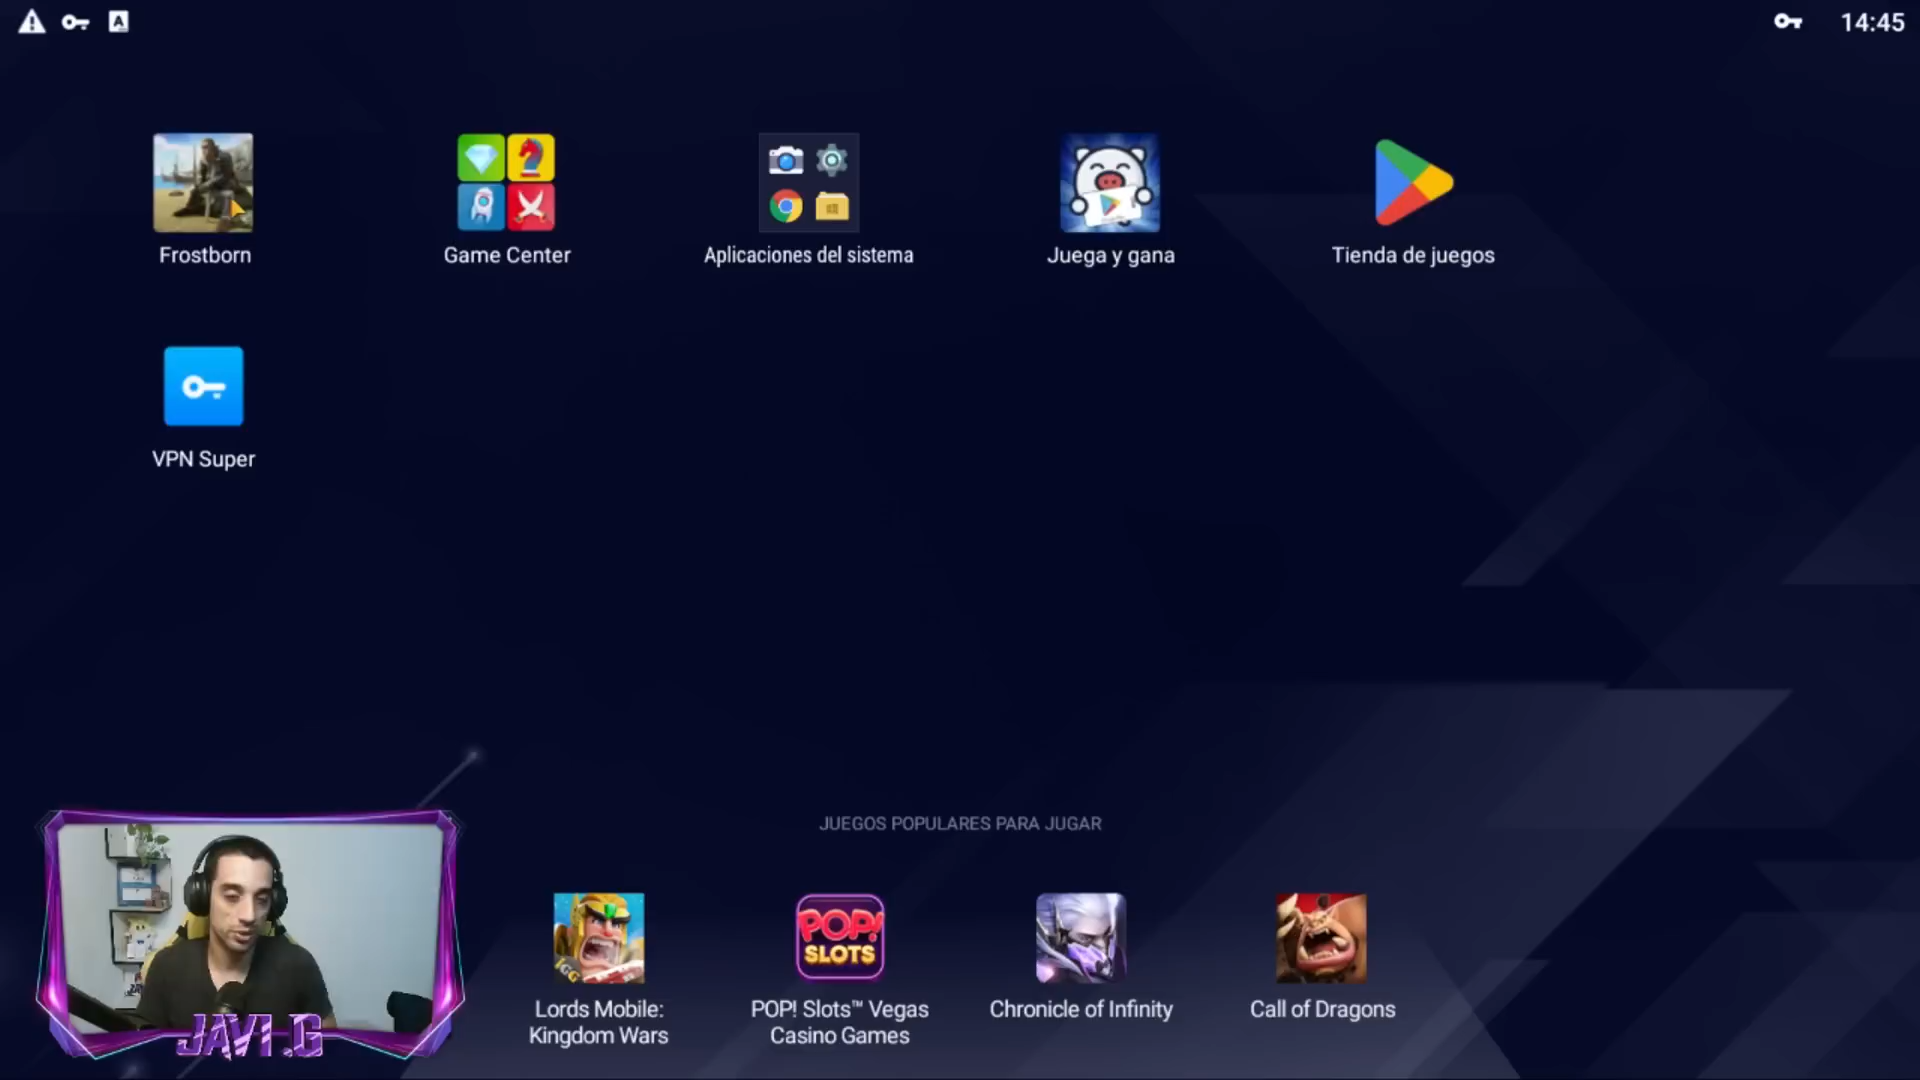 A
14:45
Frostborn
Game Center
Aplicaciones del sistema
Juega y gana
Tienda de juegos
VPN Super
JUEGOS POPULARES PARA JUGAR
IGG
POP!
SLOTS
Lords Mobile:
Kingdom Wars
POP! Slots™ Vegas
Casino Games
Chronicle of Infinity
Call of Dragons
JAVI.G